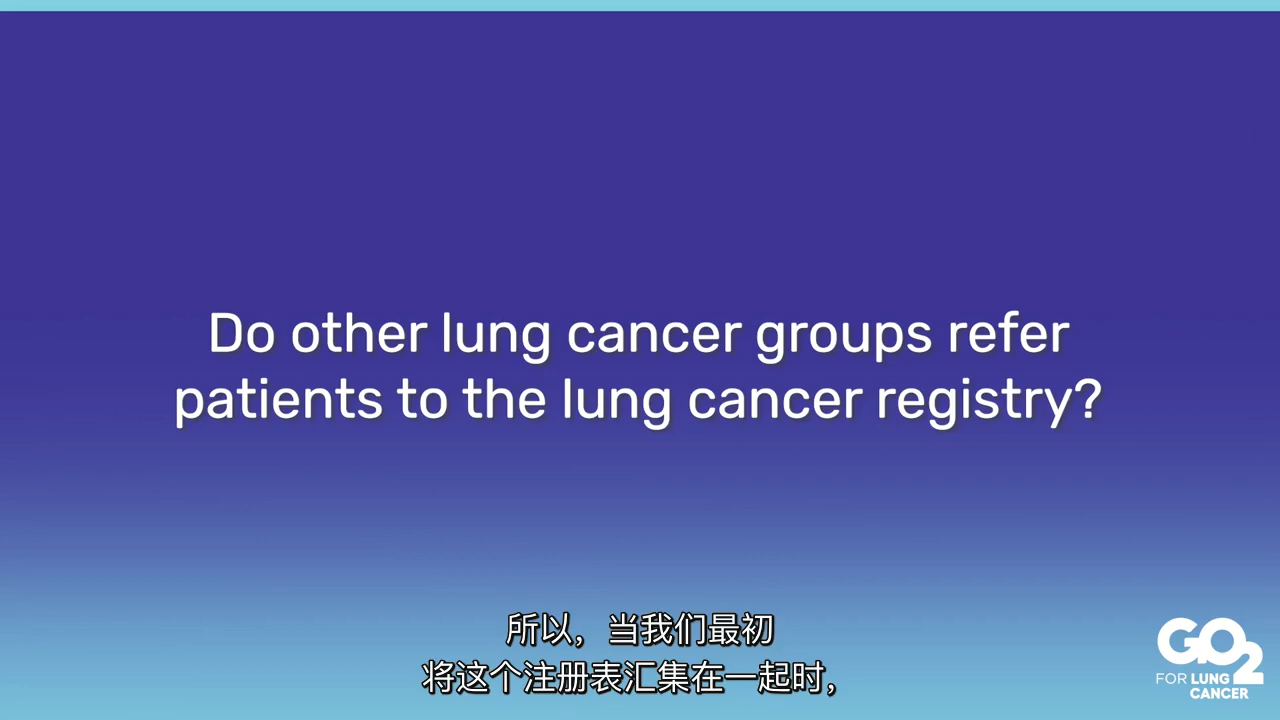 Do other lung cancer groups refer
patients to the lung cancer registry?
所以，当我们最初
将这个注册表汇集在一起时，
GO2
FOR LUNG
CANCER